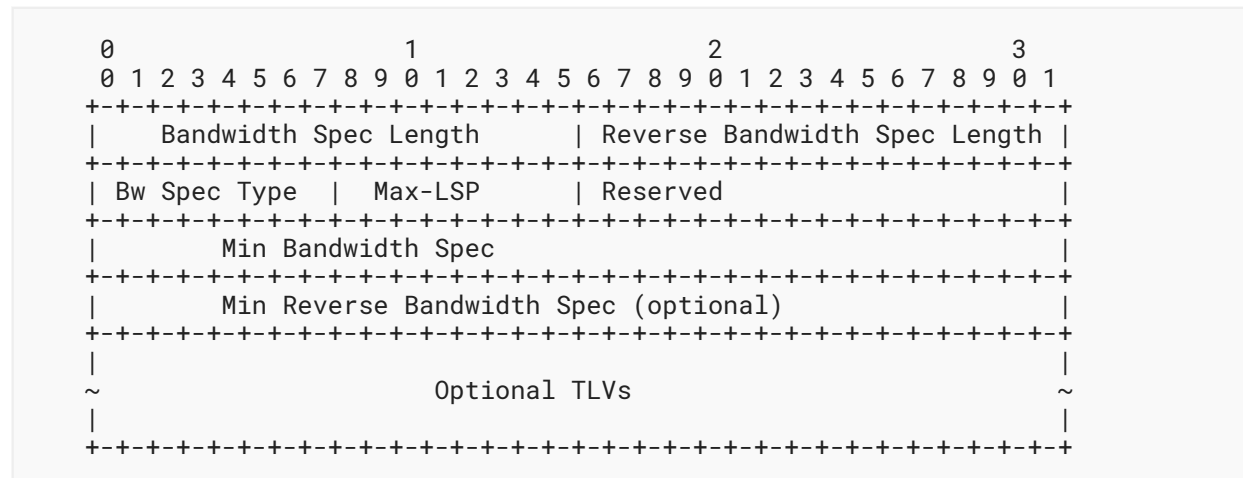 0                   1                   2                   3
 0 1 2 3 4 5 6 7 8 9 0 1 2 3 4 5 6 7 8 9 0 1 2 3 4 5 6 7 8 9 0 1
+-+-+-+-+-+-+-+-+-+-+-+-+-+-+-+-+-+-+-+-+-+-+-+-+-+-+-+-+-+-+-+-+
|    Bandwidth Spec Length      | Reverse Bandwidth Spec Length |
+-+-+-+-+-+-+-+-+-+-+-+-+-+-+-+-+-+-+-+-+-+-+-+-+-+-+-+-+-+-+-+-+
| Bw Spec Type  |  Max-LSP      | Reserved                      |
+-+-+-+-+-+-+-+-+-+-+-+-+-+-+-+-+-+-+-+-+-+-+-+-+-+-+-+-+-+-+-+-+
|        Min Bandwidth Spec                                     |
+-+-+-+-+-+-+-+-+-+-+-+-+-+-+-+-+-+-+-+-+-+-+-+-+-+-+-+-+-+-+-+-+
|        Min Reverse Bandwidth Spec (optional)                  |
+-+-+-+-+-+-+-+-+-+-+-+-+-+-+-+-+-+-+-+-+-+-+-+-+-+-+-+-+-+-+-+-+
|                                                               |
~                      Optional TLVs                            ~
|                                                               |
+-+-+-+-+-+-+-+-+-+-+-+-+-+-+-+-+-+-+-+-+-+-+-+-+-+-+-+-+-+-+-+-+